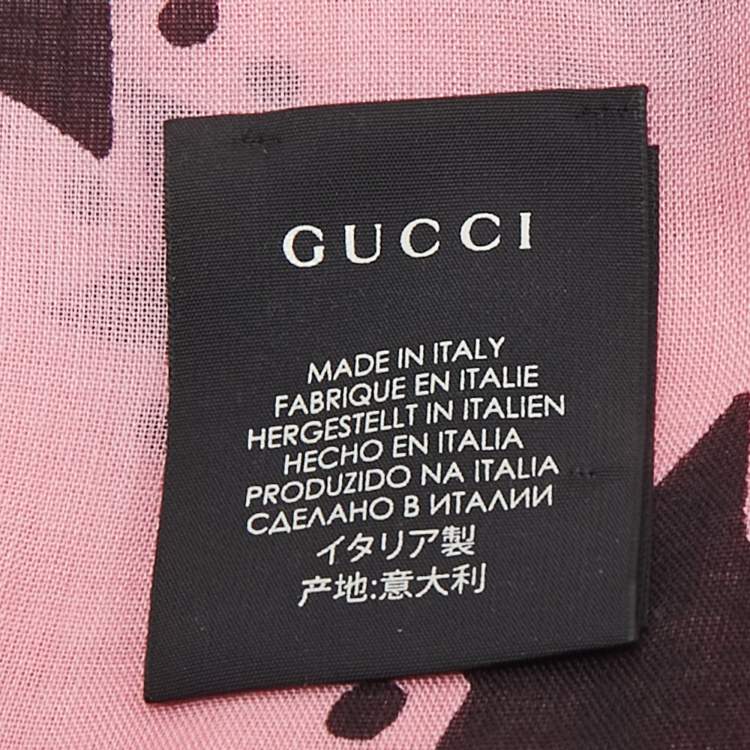 GUCCI
MADE IN ITALY
FABRIQUE EN ITALIE
HERGESTELLT IN ITALIEN
HECHO EN ITALIA
PRODUZIDO NA ITALIA
СДЕЛАНО В ИТАЛИИ
イタリア製
产地:意大利